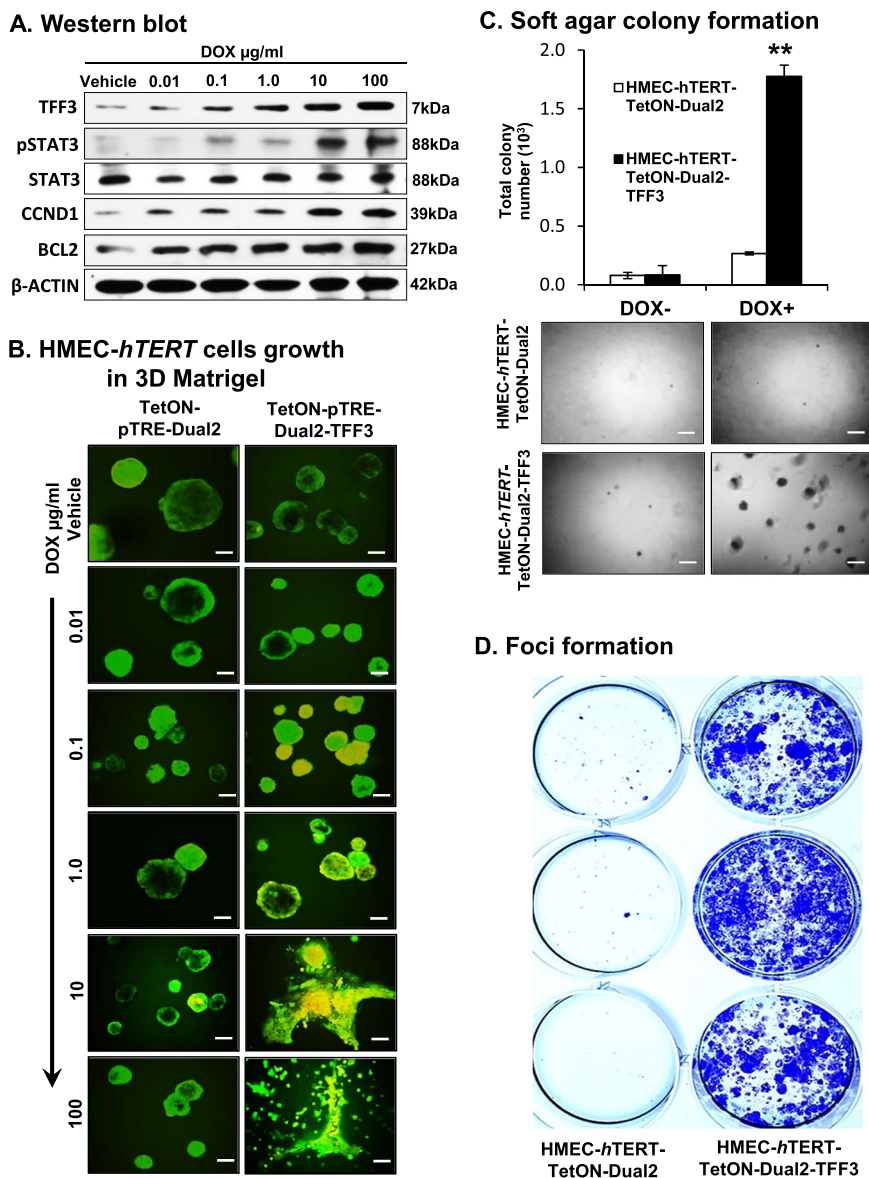 A. Western blot
DOX µg/ml
Vehicle 0.01 0.1 1.0 10 100
TFF3 7kDa
pSTAT3 88kDa
STAT3 88kDa
CCND1 39kDa
BCL2 27kDa
β-ACTIN 42kDa
B. HMEC-hTERT cells growth
in 3D Matrigel
TetON-
pTRE-Dual2
TetON-pTRE-
Dual2-TFF3
DOX µg/ml
Vehicle
0.01
0.1
1.0
10
100
C. Soft agar colony formation
Total colony
number (10³)
2.0
1.5
1.0
0.5
0.0
**
HMEC-hTERT-
TetON-Dual2
HMEC-hTERT-
TetON-Dual2-
TFF3
DOX- DOX+
HMEC-hTERT-
TetON-Dual2
HMEC-hTERT-
TetON-Dual2-TFF3
D. Foci formation
HMEC-hTERT-
TetON-Dual2
HMEC-hTERT-
TetON-Dual2-TFF3